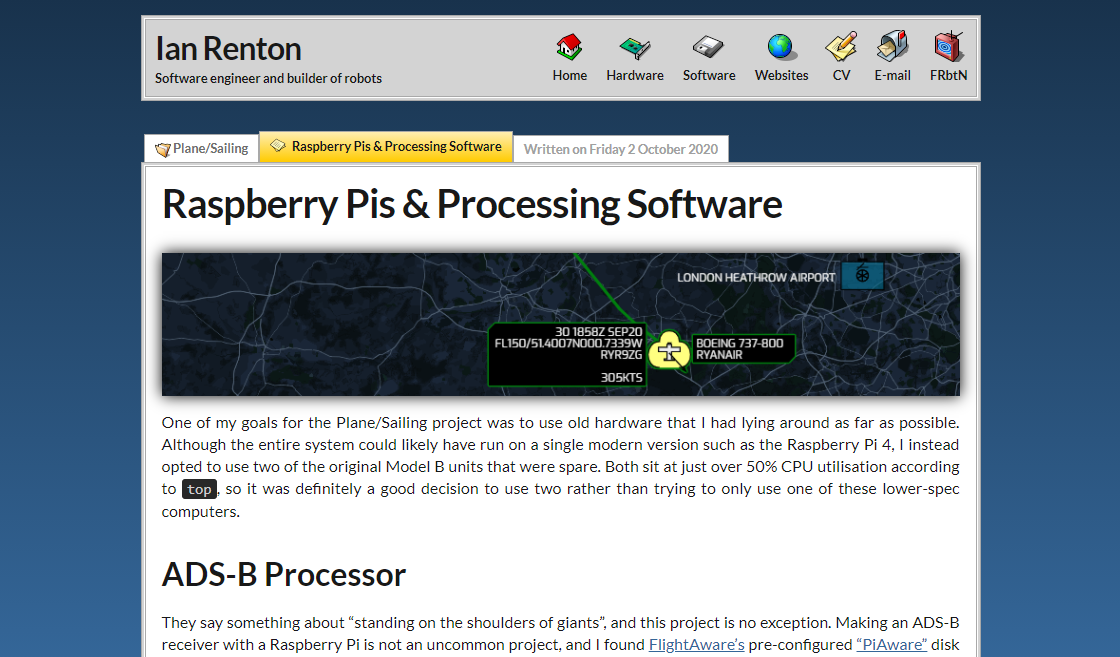 Ian Renton
Software engineer and builder of robots
Home Hardware Software Websites CV E-mail FRbtN
Plane/Sailing Raspberry Pis & Processing Software Written on Friday 2 October 2020
Raspberry Pis & Processing Software
LONDON HEATHROW AIRPORT
30 1858Z SEP20
FL150/51.4007N000.7339W
RYR9ZG
305KTS
BOEING 737-800
RYANAIR
One of my goals for the Plane/Sailing project was to use old hardware that I had lying around as far as possible.
Although the entire system could likely have run on a single modern version such as the Raspberry Pi 4, I instead
opted to use two of the original Model B units that were spare. Both sit at just over 50% CPU utilisation according
to top, so it was definitely a good decision to use two rather than trying to only use one of these lower-spec
computers.
ADS-B Processor
They say something about “standing on the shoulders of giants”, and this project is no exception. Making an ADS-B
receiver with a Raspberry Pi is not an uncommon project, and I found FlightAware’s pre-configured “PiAware” disk